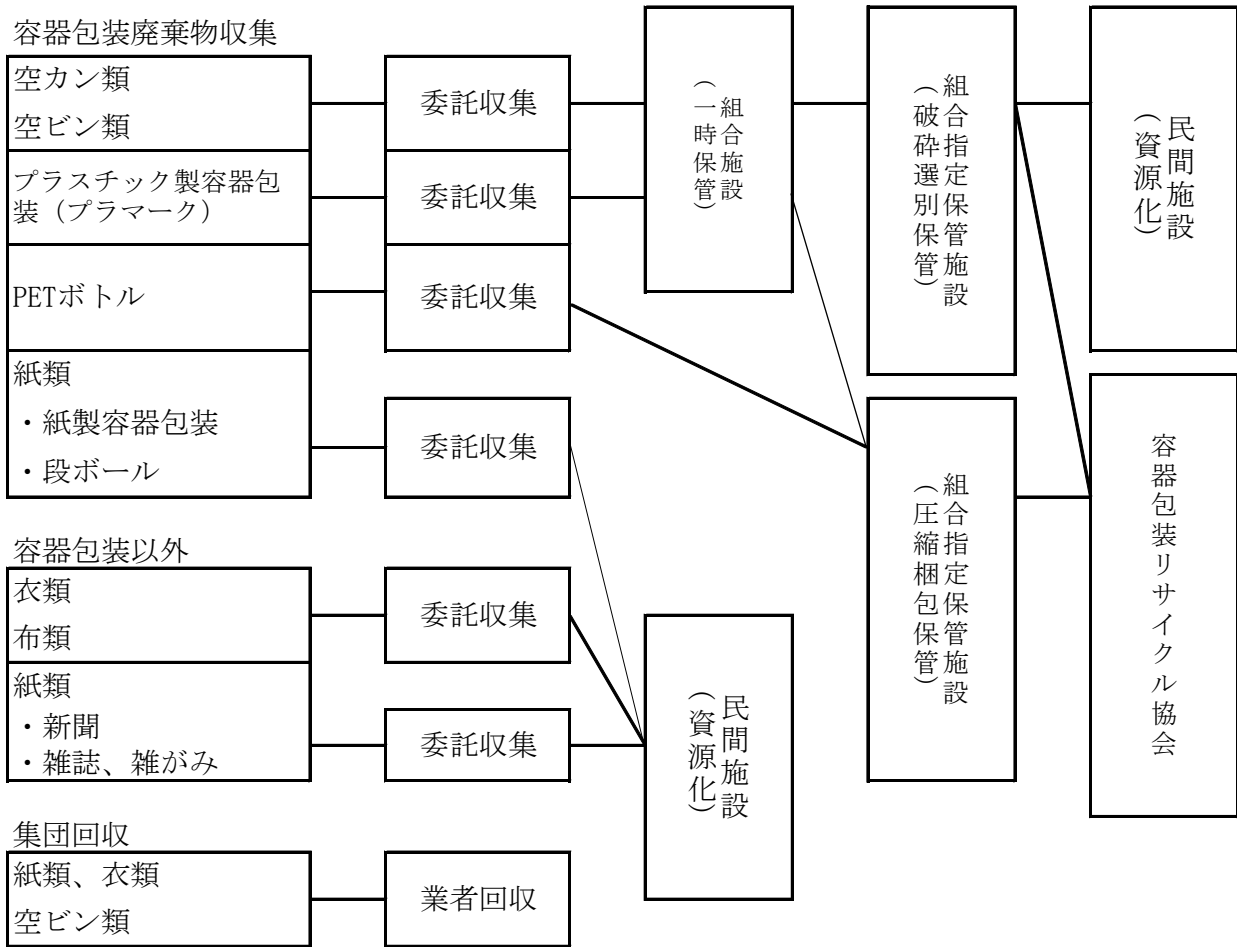 容器包装廃棄物収集
空カン類
空ビン類
委託収集
プラスチック製容器包
装（プラマーク）
委託収集
PETボトル
委託収集
紙類
・紙製容器包装
・段ボール
委託収集
組合施設
（一時保管）
組合指定保管施設
（破砕選別保管）
民間施設
（資源化）
組合指定保管施設
（圧縮梱包保管）
容器包装リサイクル協会
容器包装以外
衣類
布類
委託収集
紙類
・新聞
・雑誌、雑がみ
委託収集
民間施設
（資源化）
集団回収
紙類、衣類
空ビン類
業者回収